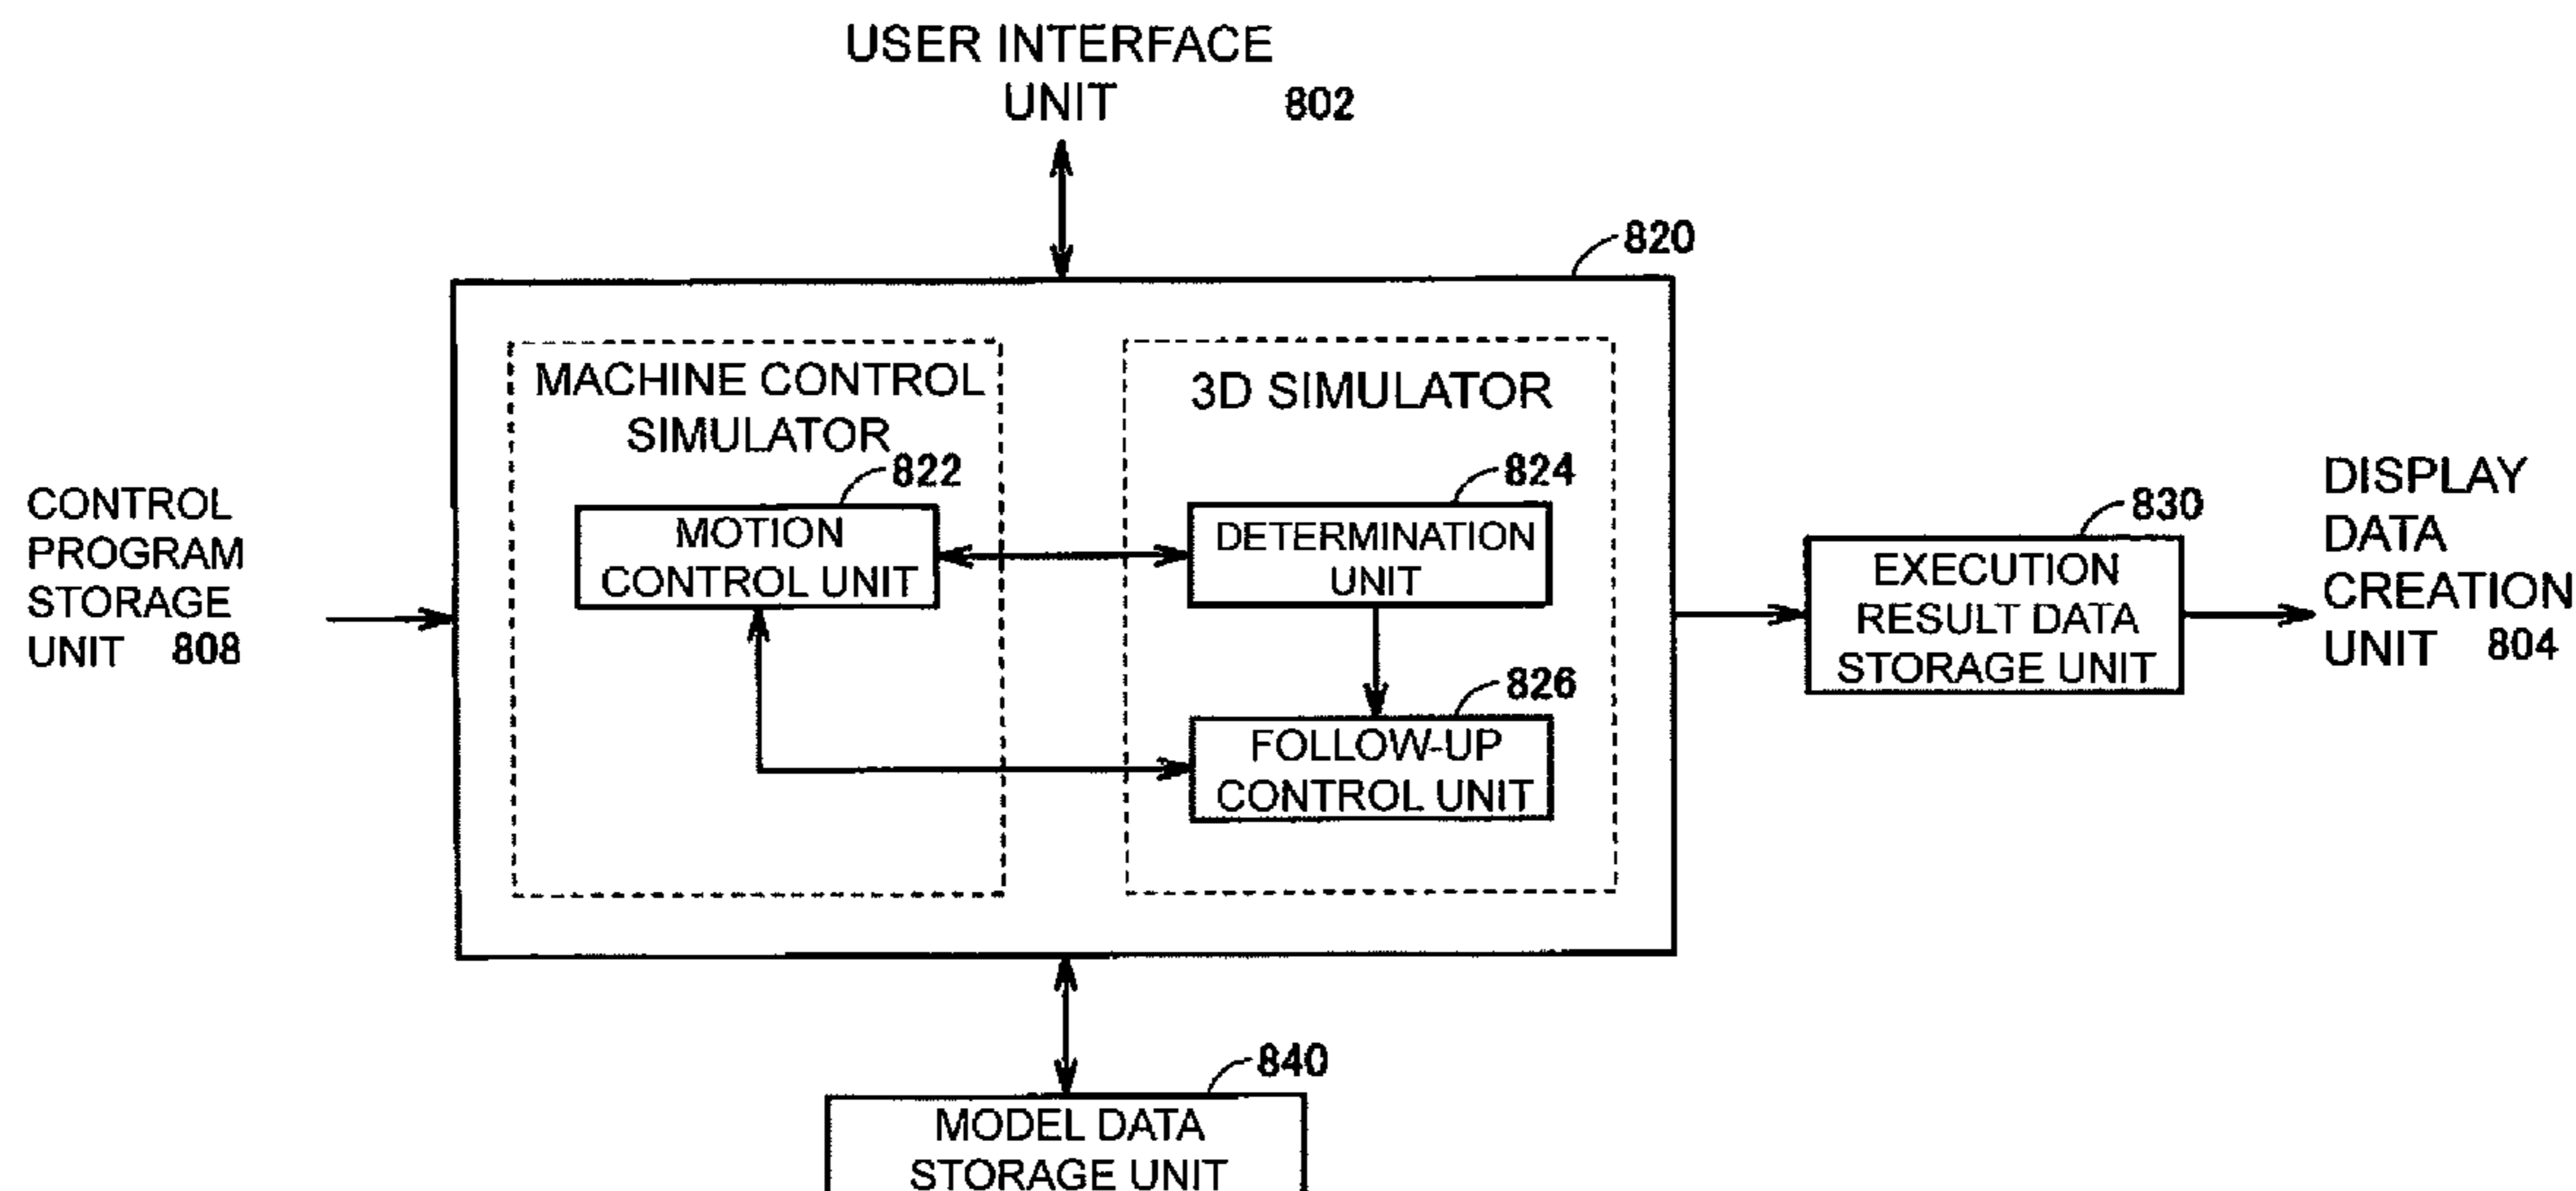 USER INTERFACE
UNIT 802
820
MACHINE CONTROL
SIMULATOR
822
MOTION
CONTROL UNIT
3D SIMULATOR
824
DETERMINATION
UNIT
826
FOLLOW-UP
CONTROL UNIT
CONTROL
PROGRAM
STORAGE
UNIT 808
830
EXECUTION
RESULT DATA
STORAGE UNIT
DISPLAY
DATA
CREATION
UNIT 804
840
MODEL DATA
STORAGE UNIT